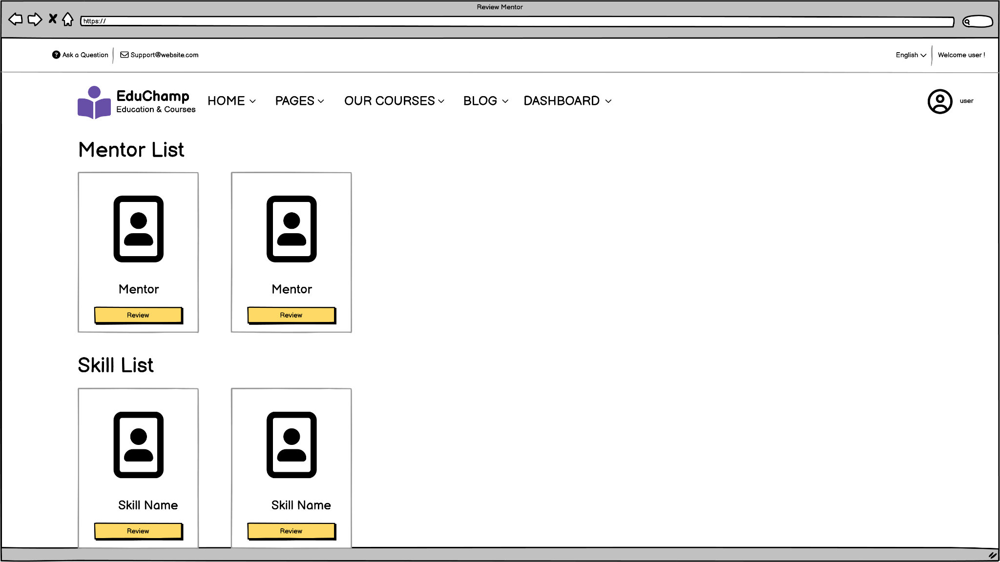 Review Mentor
https://
Ask a Question
Support@website.com
English
Welcome user !
EduChamp
Education & Courses
HOME
PAGES
OUR COURSES
BLOG
DASHBOARD
user
Mentor List
Mentor
Mentor
Review
Review
Skill List
Skill Name
Skill Name
Review
Review